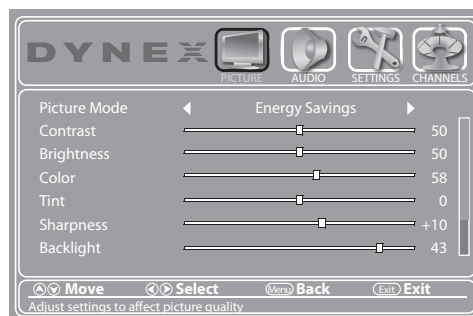 DYNEX
PICTURE AUDIO SETTINGS CHANNELS
Picture Mode Energy Savings
Contrast 50
Brightness 50
Color 58
Tint 0
Sharpness +10
Backlight 43
Move Select Menu Back Exit Exit
Adjust settings to affect picture quality